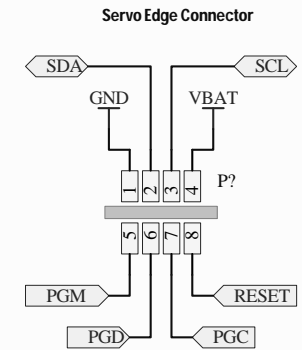 Servo Edge Connector
SDA
SCL
GND
VBAT
1
2
3
4
P?
5
6
7
8
PGM
RESET
PGD
PGC